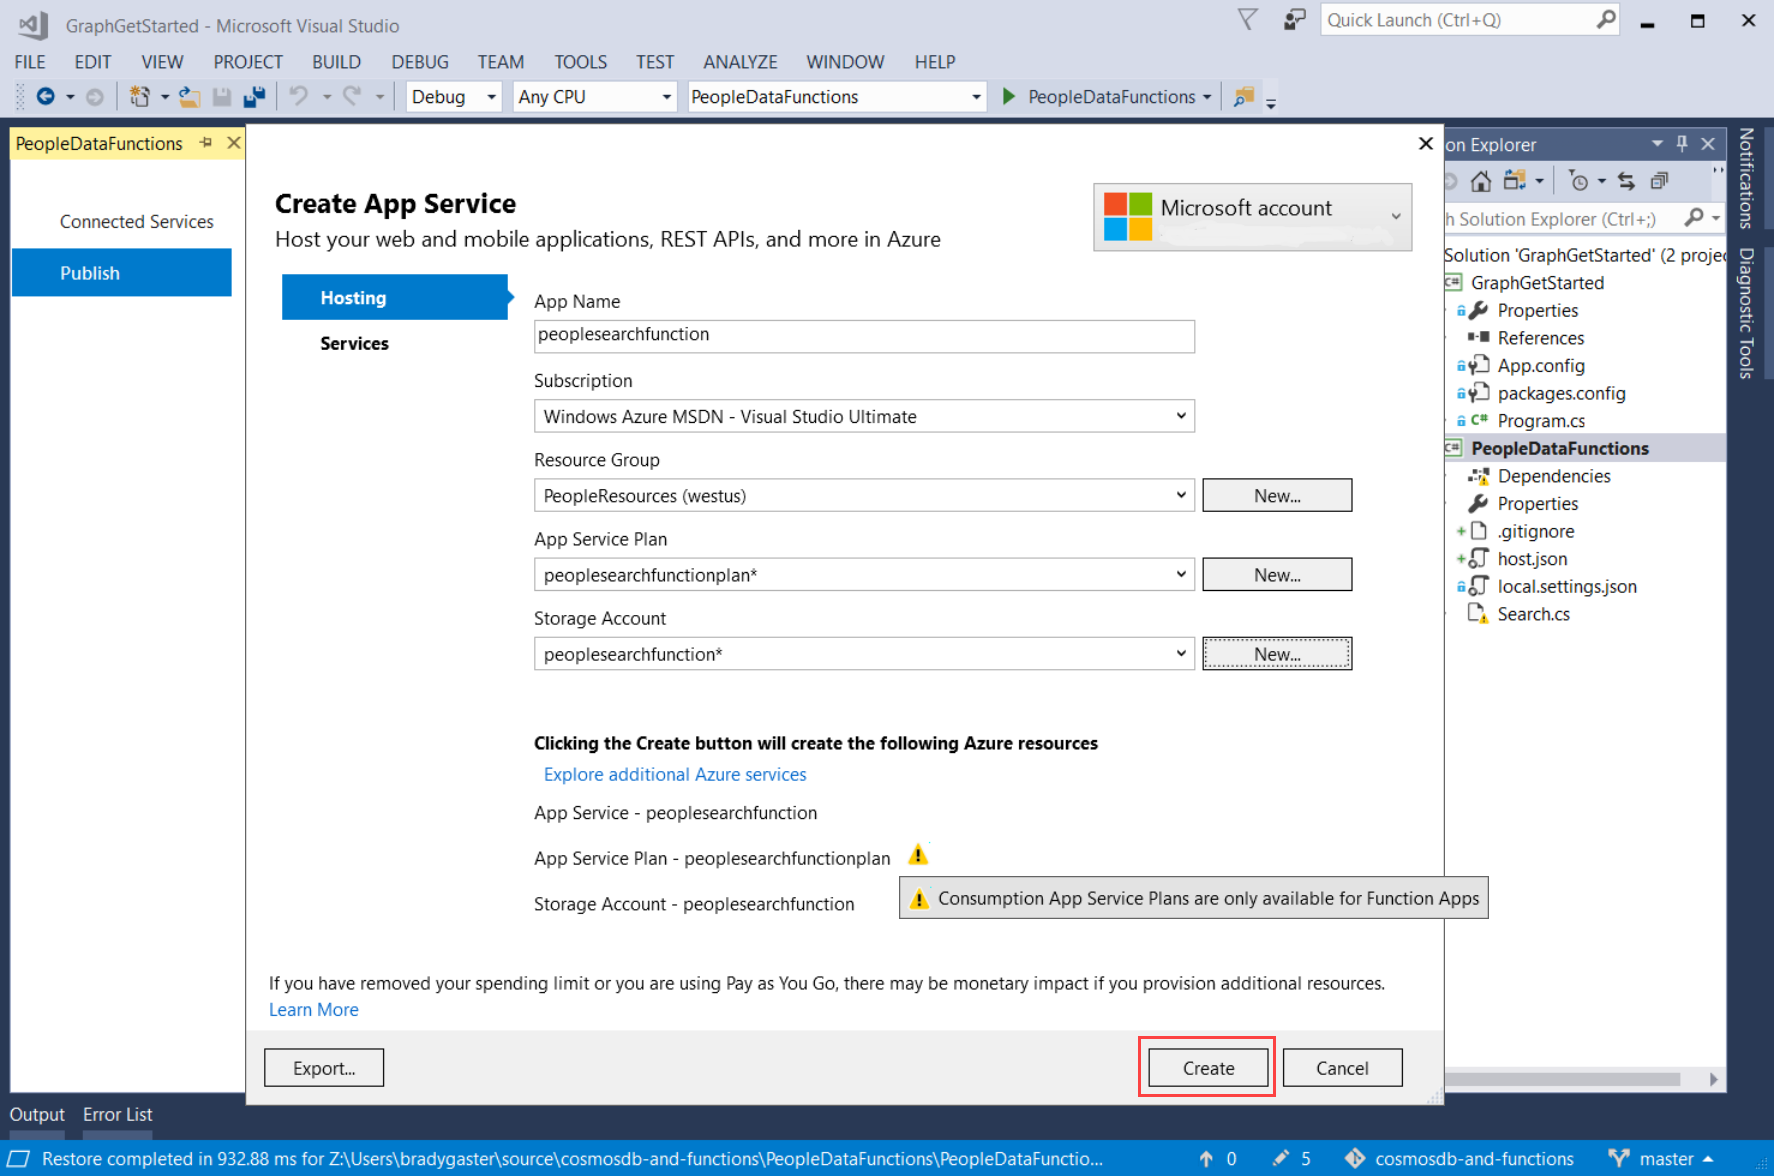 GraphGetStarted - Microsoft Visual Studio
Quick Launch (Ctrl+Q)
FILE EDIT VIEW PROJECT BUILD DEBUG TEAM TOOLS TEST ANALYZE WINDOW HELP
Debug Any CPU PeopleDataFunctions PeopleDataFunctions
PeopleDataFunctions
Connected Services
Publish
Create App Service
Host your web and mobile applications, REST APIs, and more in Azure
Microsoft account
Hosting
Services
App Name
peoplesearchfunction
Subscription
Windows Azure MSDN - Visual Studio Ultimate
Resource Group
PeopleResources (westus)
New...
App Service Plan
peoplesearchfunctionplan*
New...
Storage Account
peoplesearchfunction*
New...
Clicking the Create button will create the following Azure resources
Explore additional Azure services
App Service - peoplesearchfunction
App Service Plan - peoplesearchfunctionplan
Consumption App Service Plans are only available for Function Apps
Storage Account - peoplesearchfunction
If you have removed your spending limit or you are using Pay as You Go, there may be monetary impact if you provision additional resources.
Learn More
Export...
Create
Cancel
on Explorer
h Solution Explorer (Ctrl+;)
Solution 'GraphGetStarted' (2 projec
C# GraphGetStarted
Properties
References
App.config
packages.config
C# Program.cs
C# PeopleDataFunctions
Dependencies
Properties
.gitignore
host.json
local.settings.json
Search.cs
Notifications
Diagnostic Tools
Output Error List
Restore completed in 932.88 ms for Z:\Users\bradygaster\source\cosmosdb-and-functions\PeopleDataFunctions\PeopleDataFunctio...
0 5 cosmosdb-and-functions master